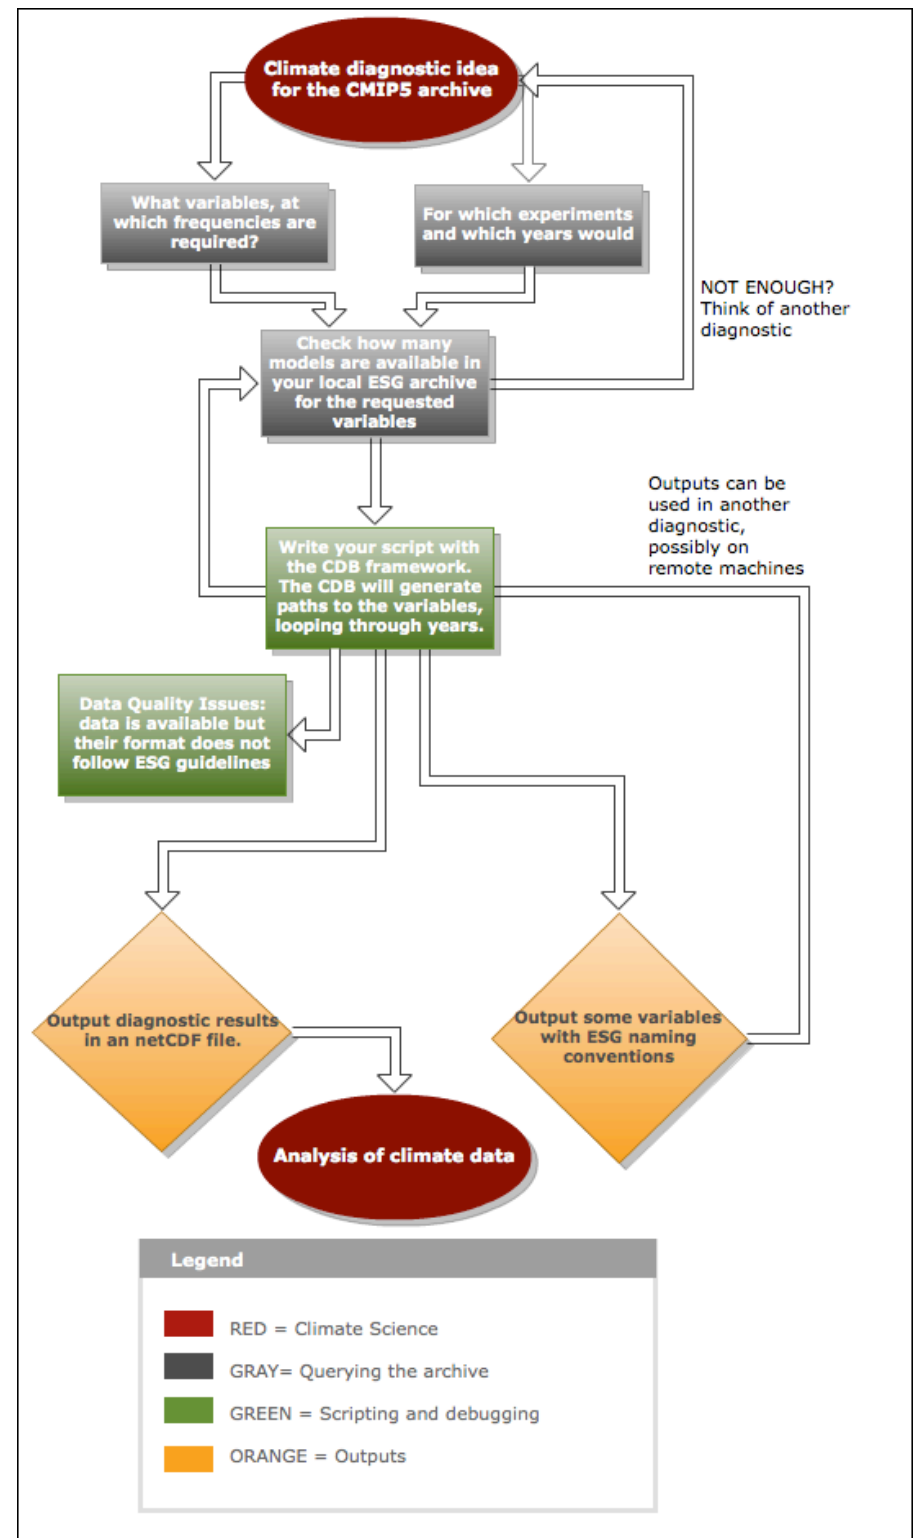 Climate diagnostic idea
for the CMIP5 archive
What variables, at
which frequencies are
required?
For which experiments
and which years would
NOT ENOUGH?
Think of another
diagnostic
Check how many
models are available in
your local ESG archive
for the requested
variables
Outputs can be
used in another
diagnostic,
possibly on
remote machines
Write your script with
the CDB framework.
The CDB will generate
paths to the variables,
looping through years.
Data Quality Issues:
data is available but
their format does not
follow ESG guidelines
Output diagnostic results
in an netCDF file.
Output some variables
with ESG naming
conventions
Analysis of climate data
Legend
RED = Climate Science
GRAY= Querying the archive
GREEN = Scripting and debugging
ORANGE = Outputs